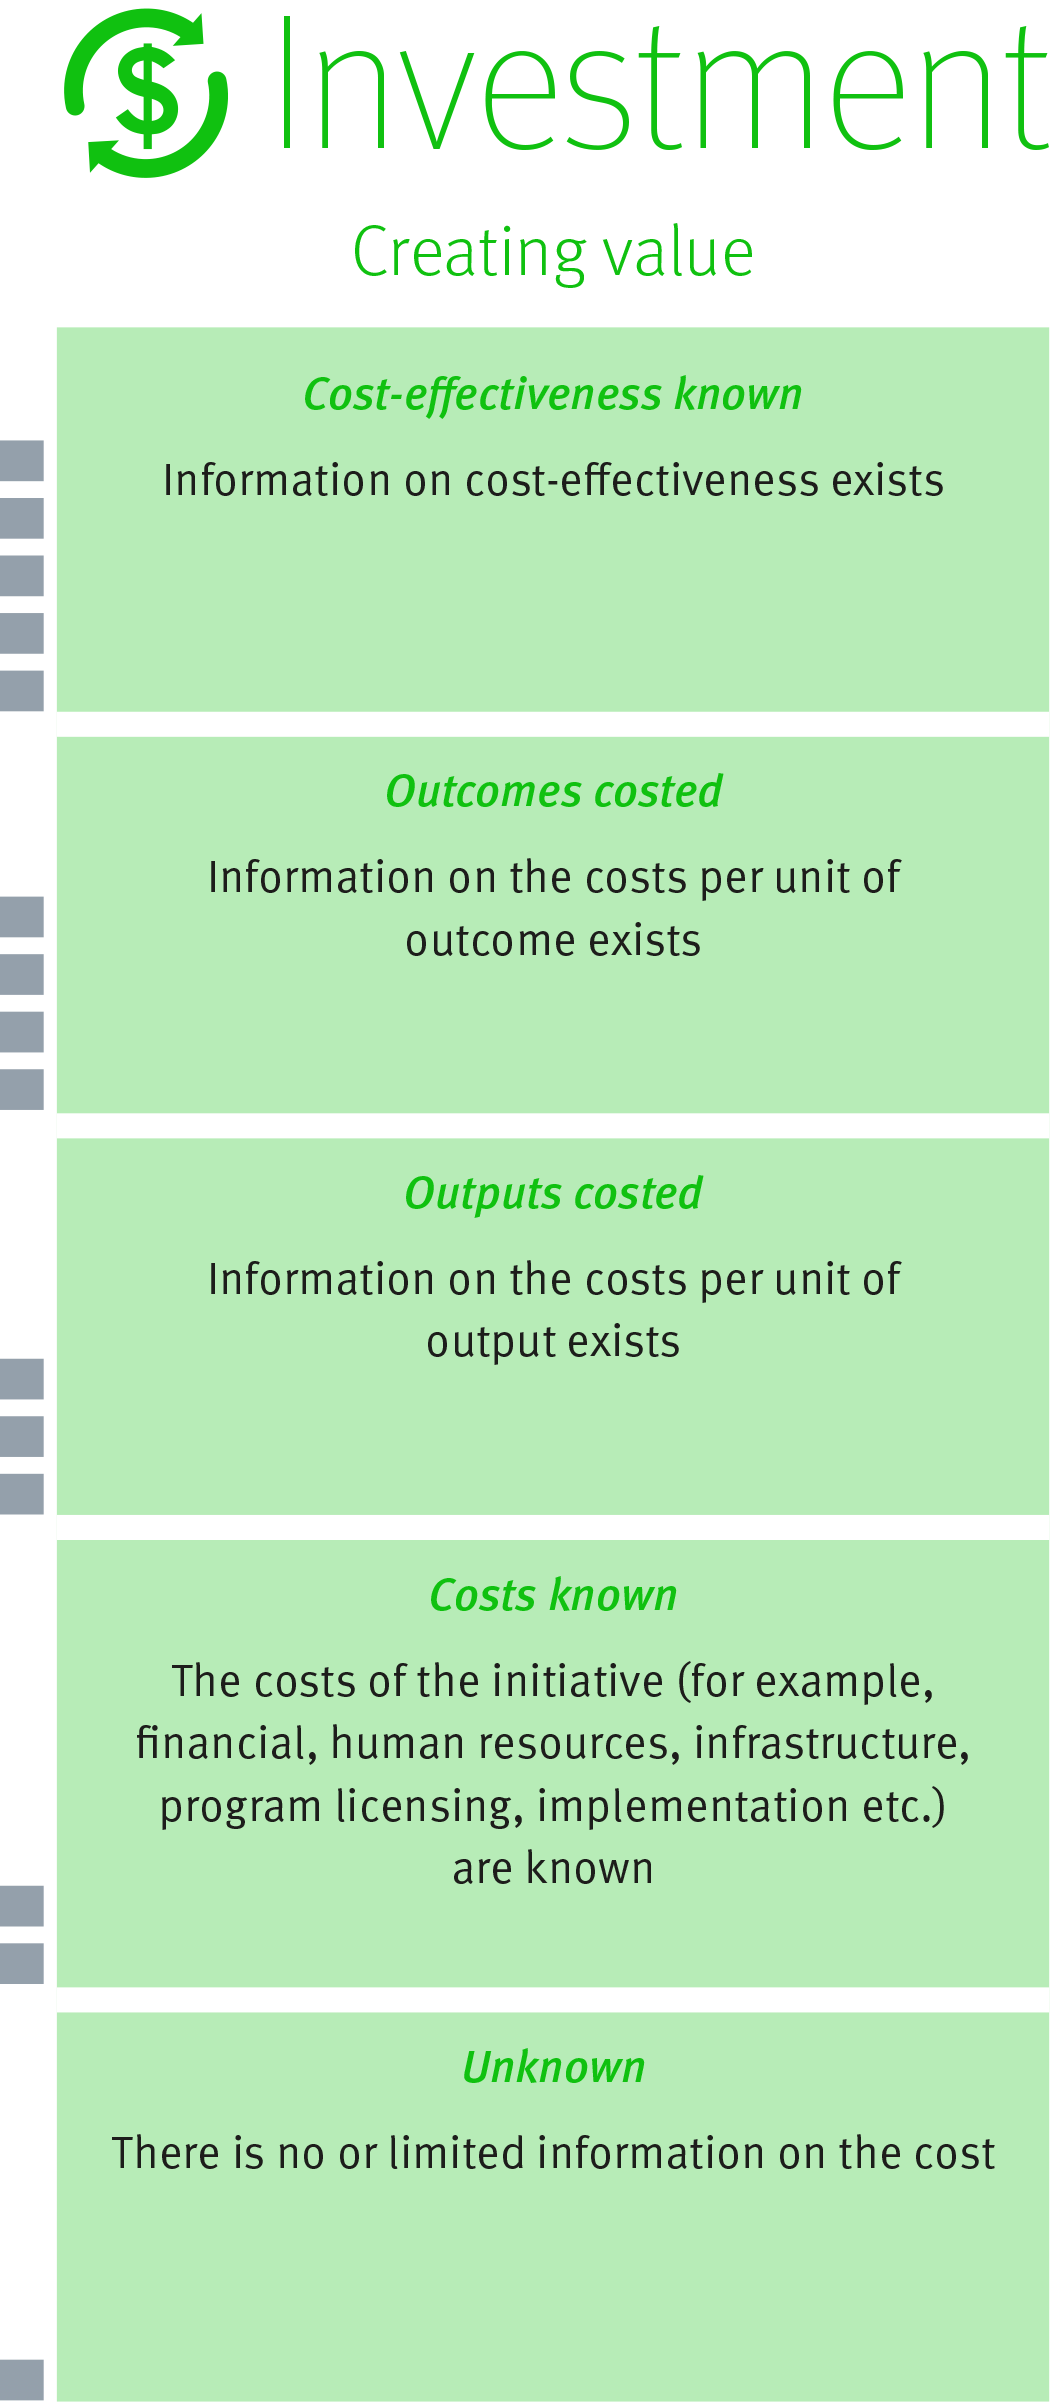 $ Investment
Creating value
Cost-effectiveness known
Information on cost-effectiveness exists
Outcomes costed
Information on the costs per unit of
outcome exists
Outputs costed
Information on the costs per unit of
output exists
Costs known
The costs of the initiative (for example,
financial, human resources, infrastructure,
program licensing, implementation etc.)
are known
Unknown
There is no or limited information on the cost